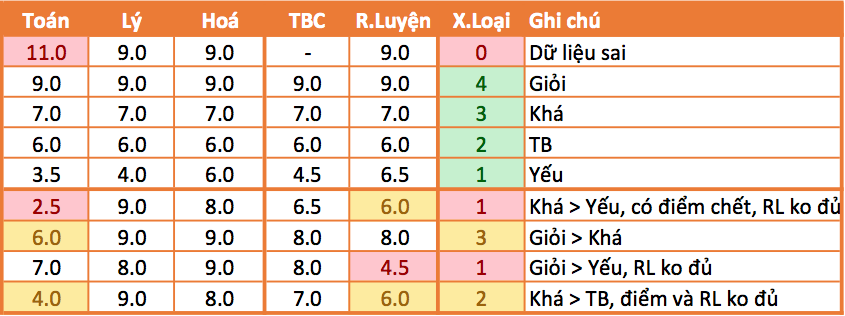 Toán Lý Hoá TBC R.Luyện X.Loại Ghi chú
11.0 9.0 9.0 - 9.0 0 Dữ liệu sai
9.0 9.0 9.0 9.0 9.0 4 Giỏi
7.0 7.0 7.0 7.0 7.0 3 Khá
6.0 6.0 6.0 6.0 6.0 2 TB
3.5 4.0 6.0 4.5 6.5 1 Yếu
2.5 9.0 8.0 6.5 6.0 1 Khá > Yếu, có điểm chết, RL ko đủ
6.0 9.0 9.0 8.0 8.0 3 Giỏi > Khá
7.0 8.0 9.0 8.0 4.5 1 Giỏi > Yếu, RL ko đủ
4.0 9.0 8.0 7.0 6.0 2 Khá > TB, điểm và RL ko đủ